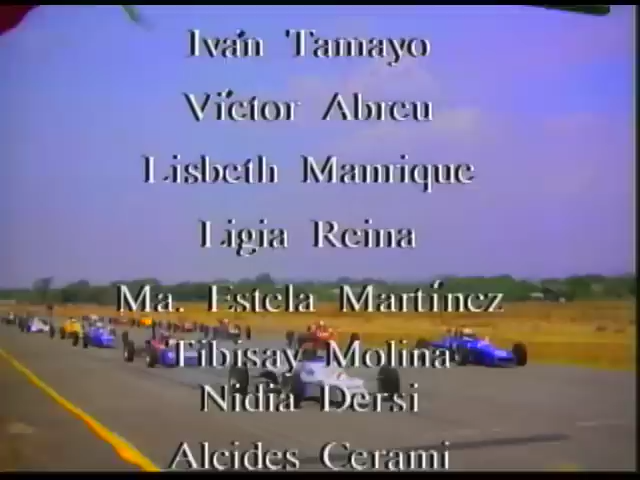 Iván Tamayo
Víctor Abreu
Lisbeth Manrique
Ligia Reina
Ma. Estela Martínez
Tibisay Molina
Nidia Dersi
Alcides Cerami